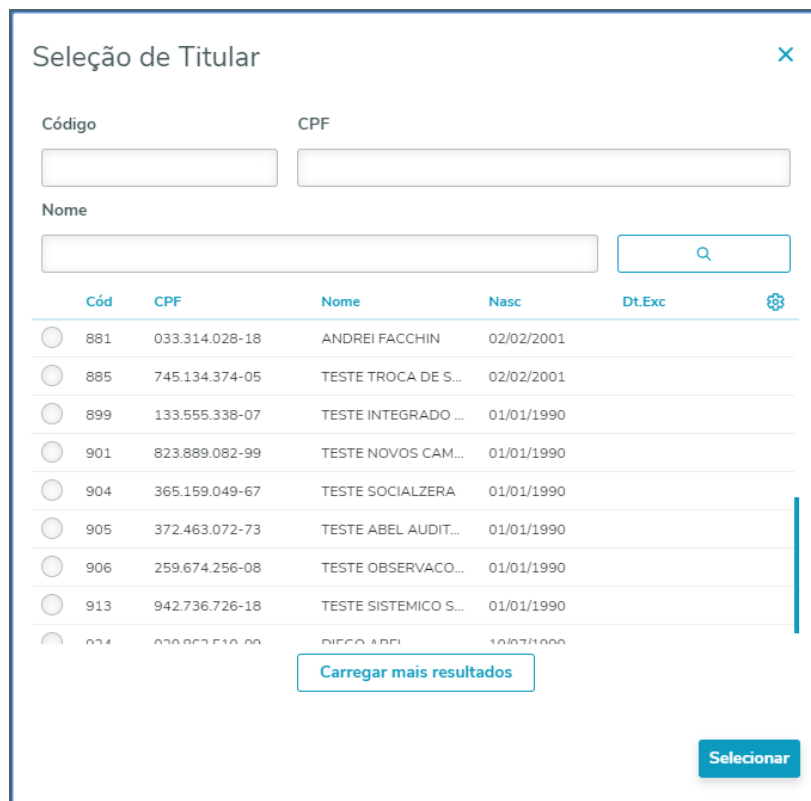 Seleção de Titular
Código CPF
Nome
Cód CPF Nome Nasc Dt.Exc
881 033.314.028-18 ANDREI FACCHIN 02/02/2001
885 745.134.374-05 TESTE TROCA DE S... 02/02/2001
899 133.555.338-07 TESTE INTEGRADO ... 01/01/1990
901 823.889.082-99 TESTE NOVOS CAM... 01/01/1990
904 365.159.049-67 TESTE SOCIALZERA 01/01/1990
905 372.463.072-73 TESTE ABEL AUDIT... 01/01/1990
906 259.674.256-08 TESTE OBSERVACO... 01/01/1990
913 942.736.726-18 TESTE SISTEMICO S... 01/01/1990
DIEGO ABEL
Carregar mais resultados
Selecionar